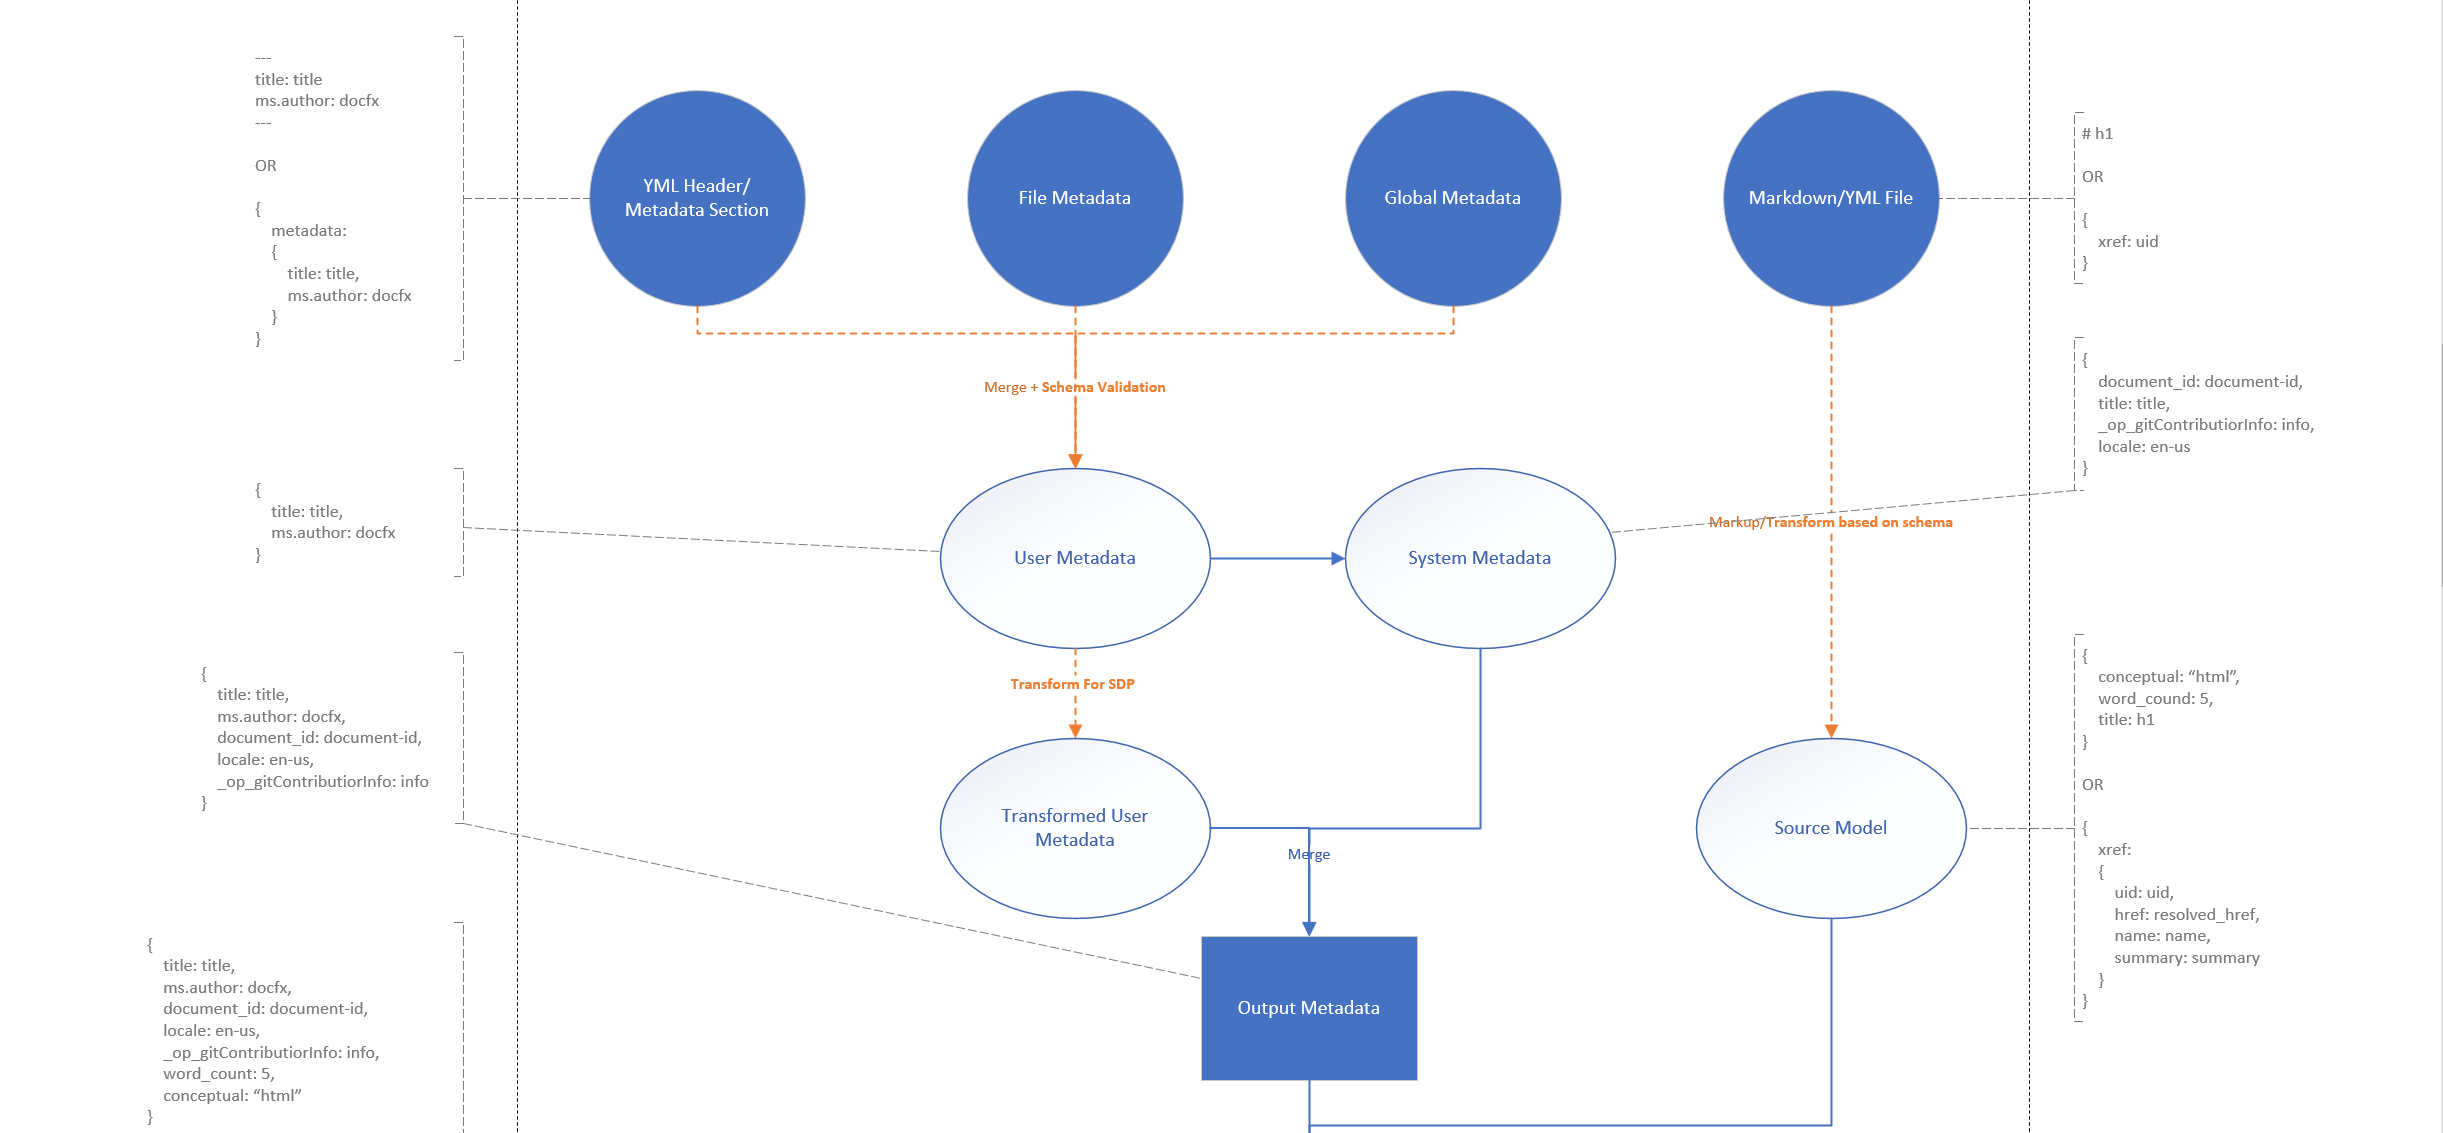 ---
title: title
ms.author: docfx
---
OR
{
metadata:
{
title: title,
ms.author: docfx
}
}
{
title: title,
ms.author: docfx
}
{
title: title,
ms.author: docfx,
document_id: document-id,
locale: en-us,
_op_gitContributiorInfo: info
}
{
title: title,
ms.author: docfx,
document_id: document-id,
locale: en-us,
_op_gitContributiorInfo: info,
word_count: 5,
conceptual: “html”
}
YML Header/
Metadata Section
File Metadata
Global Metadata
Markdown/YML File
Merge + Schema Validation
User Metadata
System Metadata
Markup/Transform based on schema
Transform For SDP
Transformed User
Metadata
Merge
Source Model
Output Metadata
# h1
OR
{
xref: uid
}
{
document_id: document-id,
title: title,
_op_gitContributiorInfo: info,
locale: en-us
}
{
conceptual: “html”,
word_cound: 5,
title: h1
}
OR
{
xref:
{
uid: uid,
href: resolved_href,
name: name,
summary: summary
}
}